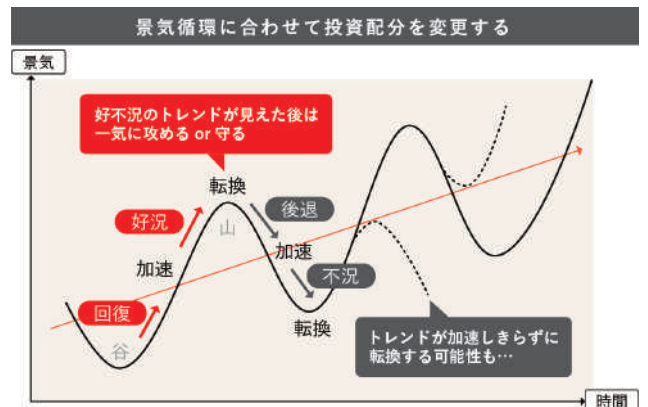 景気循環に合わせて投資配分を変更する
景気
好不況のトレンドが見えた後は
一気に攻める or 守る
転換
好況
山
後退
加速
加速
不況
回復
転換
谷
トレンドが加速しきらずに
転換する可能性も…
時間